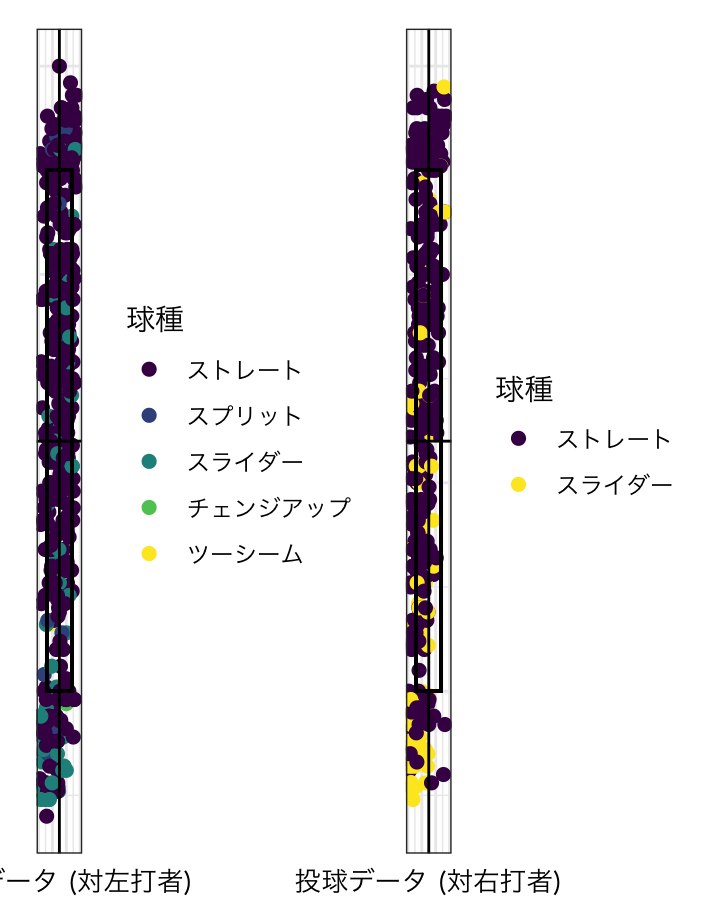 球種
ストレート
スプリット
スライダー
チェンジアップ
ツーシーム
球種
ストレート
スライダー
データ (対左打者)
投球データ (対右打者)